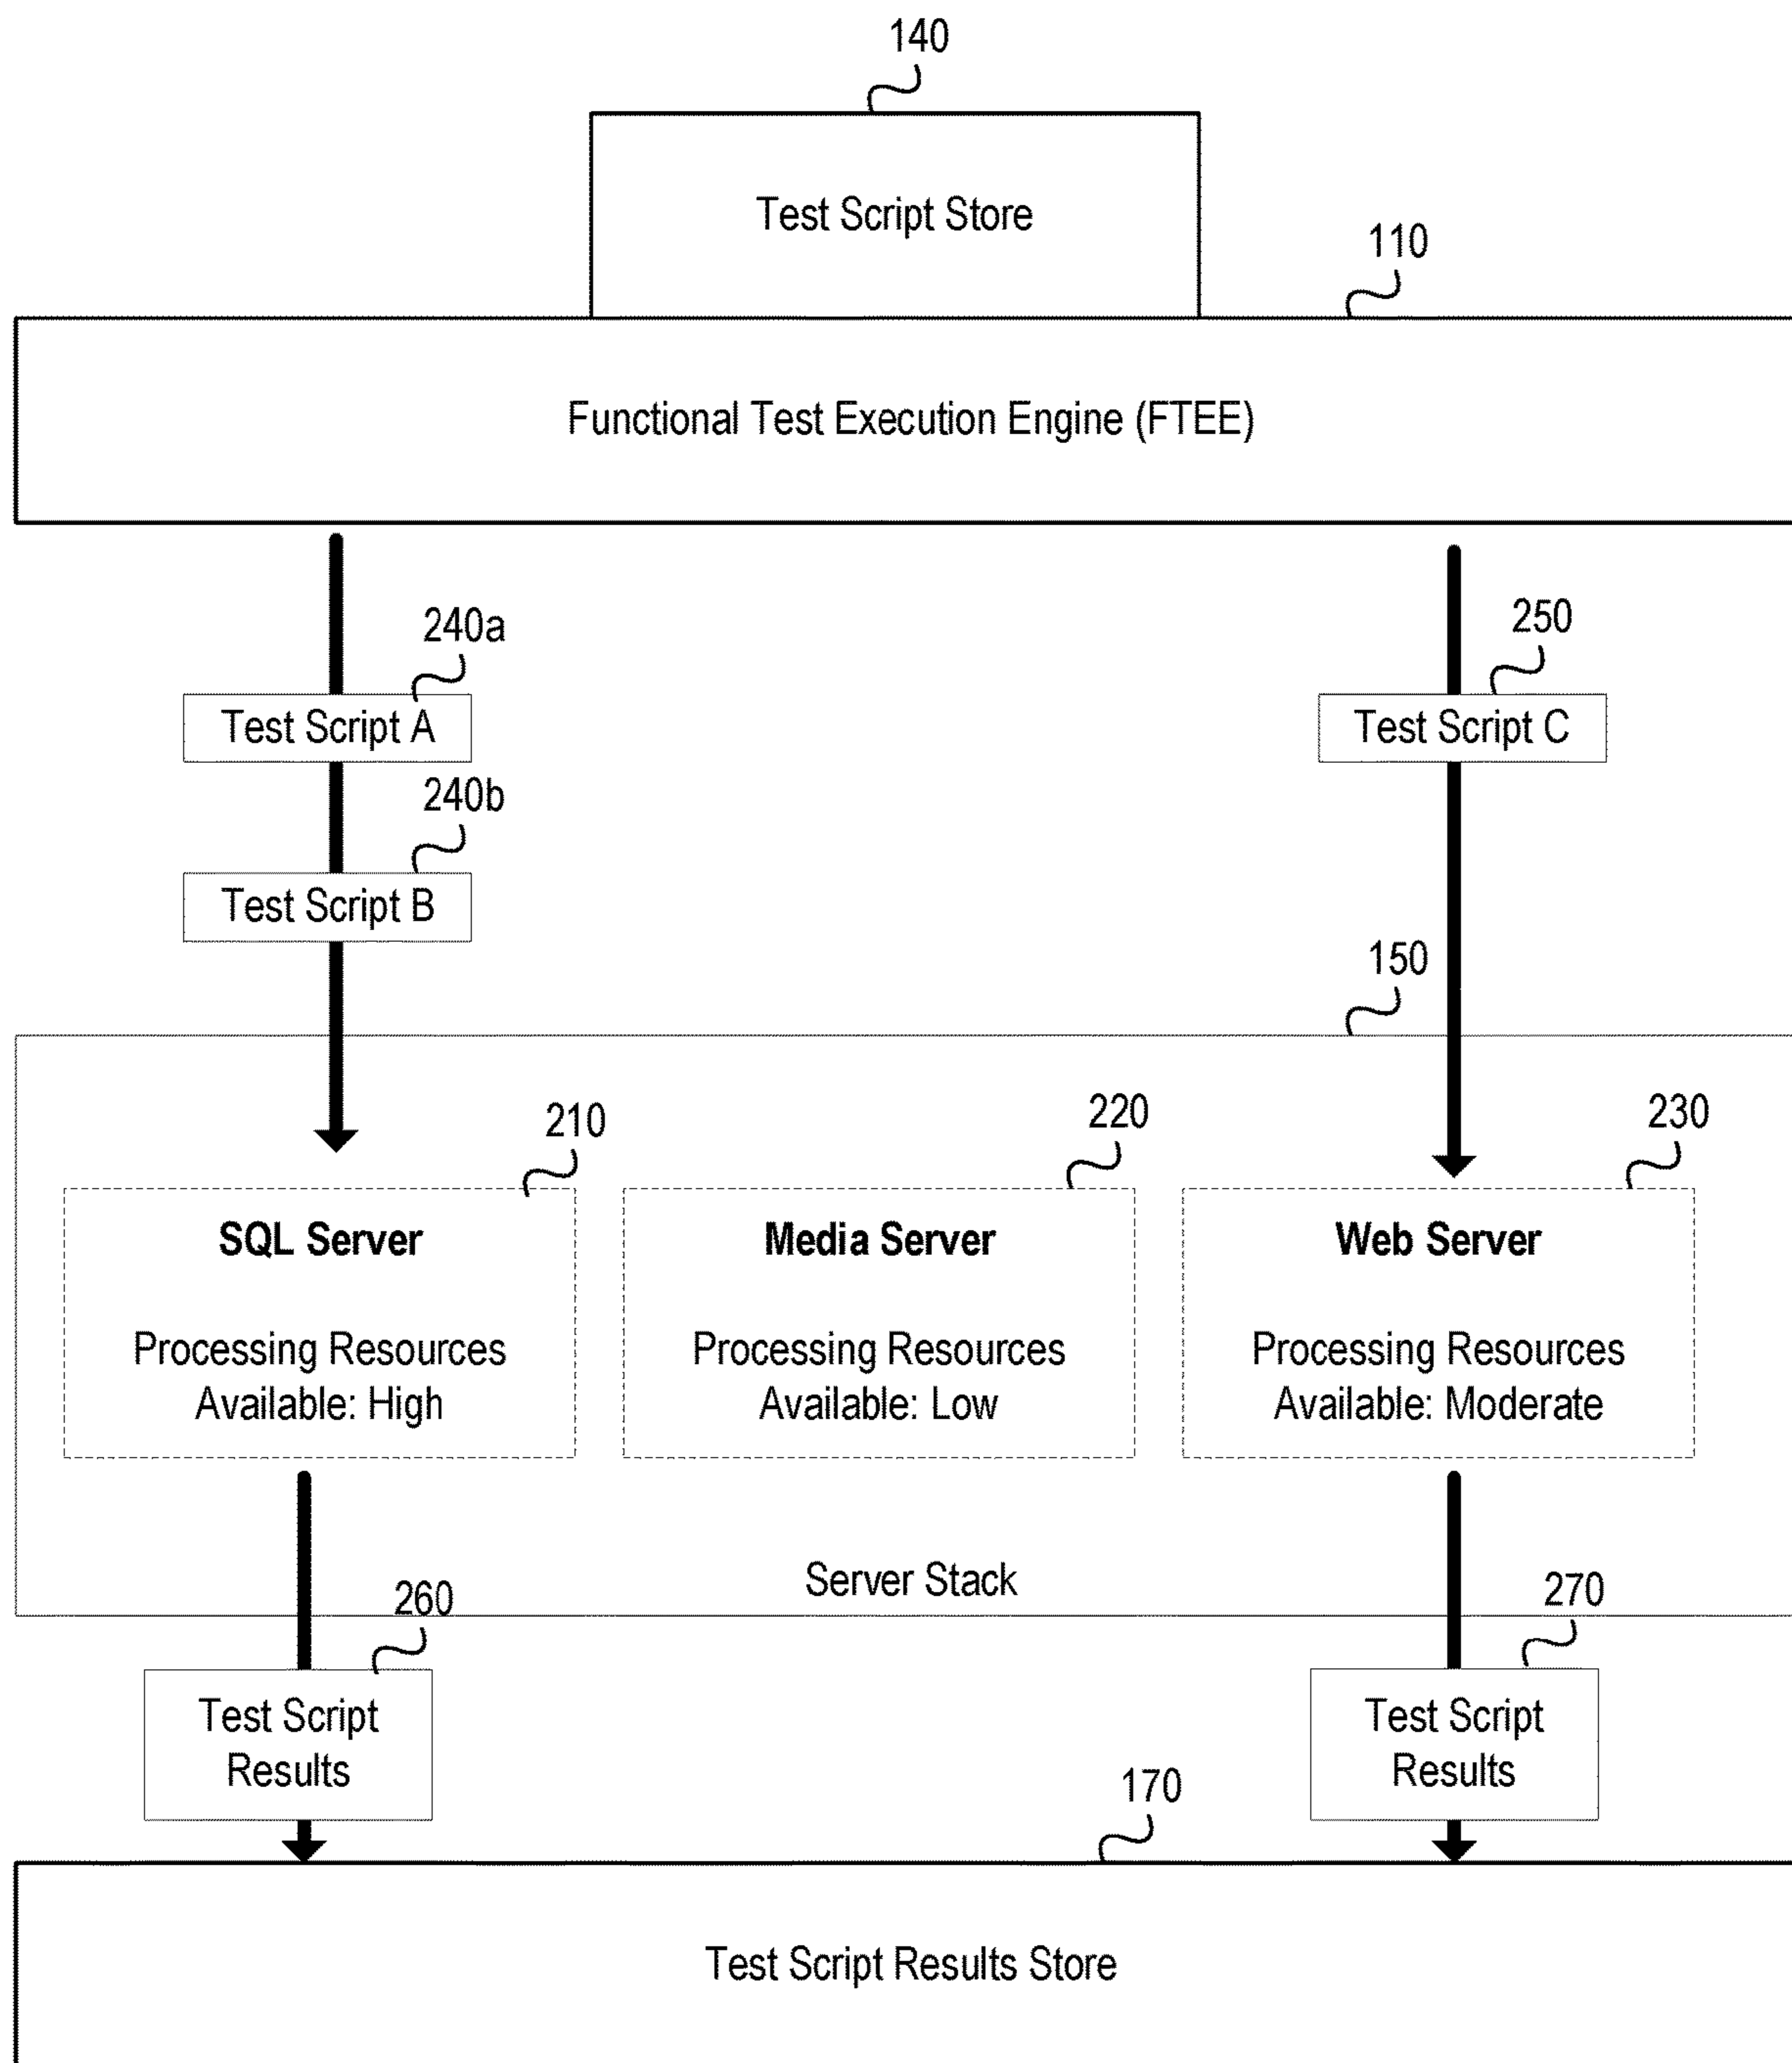 140
Test Script Store
110
Functional Test Execution Engine (FTEE)
240a
250
Test Script A
Test Script C
240b
Test Script B
150
210
220
230
SQL Server
Processing Resources
Available: High
Media Server
Processing Resources
Available: Low
Web Server
Processing Resources
Available: Moderate
Server Stack
260
270
Test Script
Results
Test Script
Results
170
Test Script Results Store